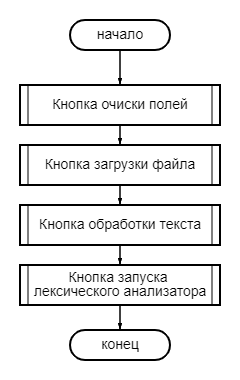 начало
Кнопка очиски полей
Кнопка загрузки файла
Кнопка обработки текста
Кнопка запуска
лексического анализатора
конец